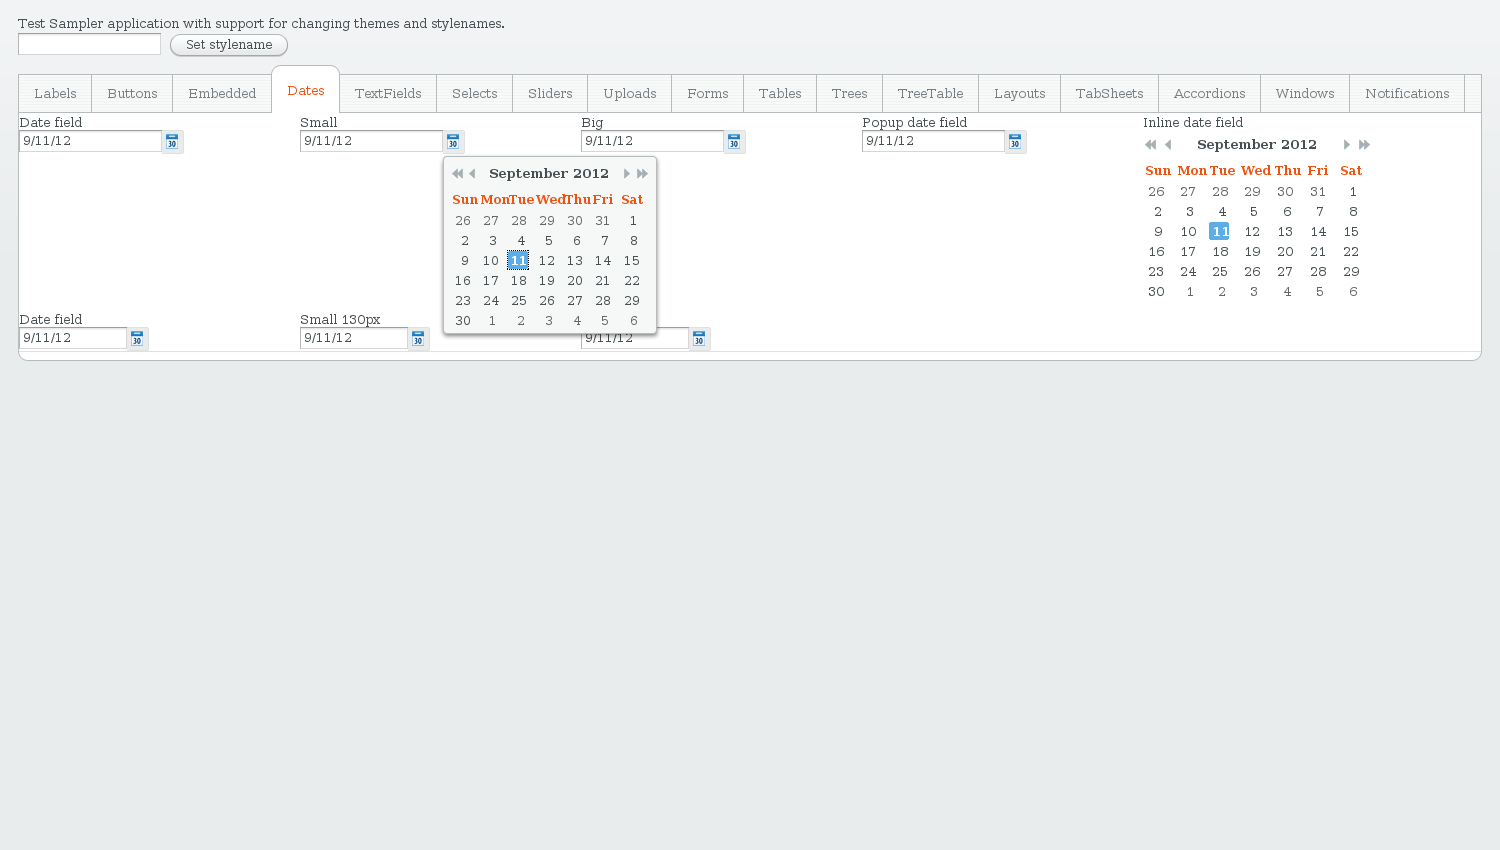 Test Sampler application with support for changing themes and stylenames.
Set stylename
Labels Buttons Embedded Dates TextFields Selects Sliders Uploads Forms Tables Trees TreeTable Layouts TabSheets Accordions Windows Notifications
Date field Small Big Popup date field Inline date field
9/11/12 30 9/11/12 30 9/11/12 30 9/11/12 30
September 2012
Sun Mon Tue Wed Thu Fri Sat
26 27 28 29 30 31 1
2 3 4 5 6 7 8
9 10 11 12 13 14 15
16 17 18 19 20 21 22
23 24 25 26 27 28 29
30 1 2 3 4 5 6
September 2012
Sun Mon Tue Wed Thu Fri Sat
26 27 28 29 30 31 1
2 3 4 5 6 7 8
9 10 11 12 13 14 15
16 17 18 19 20 21 22
23 24 25 26 27 28 29
30 1 2 3 4 5 6
Date field Small 130px
9/11/12 30 9/11/12 30 9/11/12 30